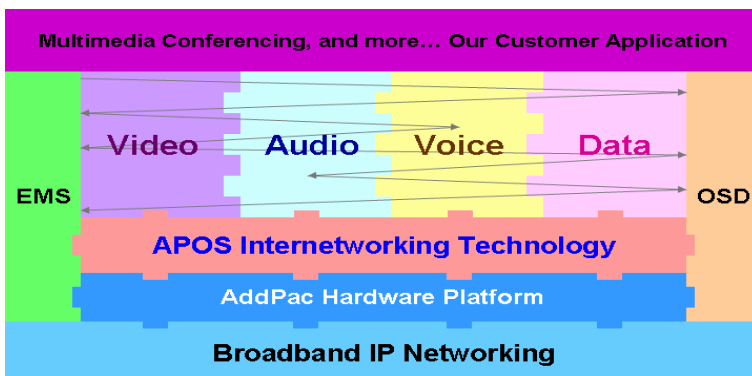 Multimedia Conferencing, and more... Our Customer Application
Video Audio Voice Data
EMS OSD
APOS Internetworking Technology
AddPac Hardware Platform
Broadband IP Networking